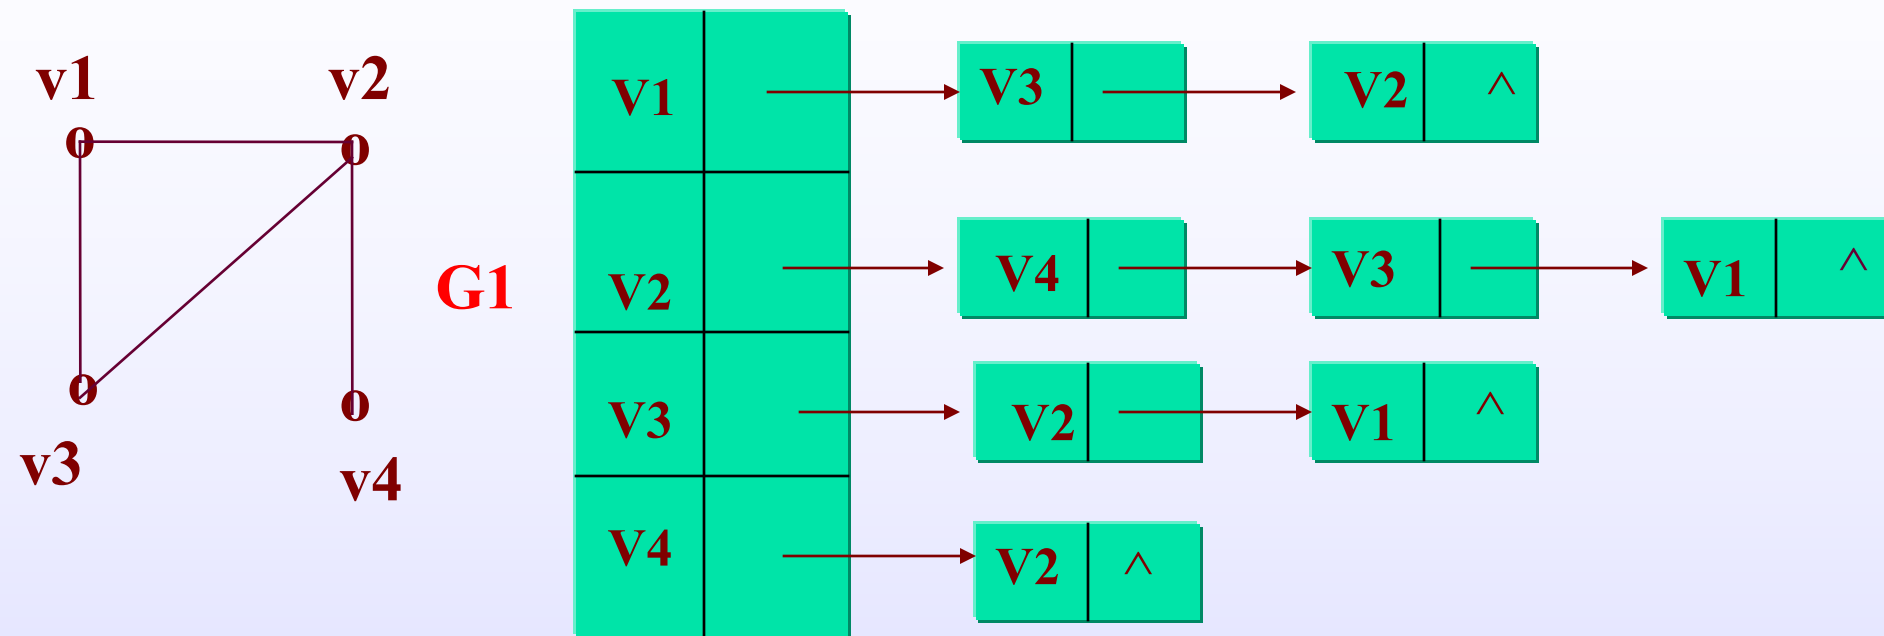 v1 v2
o o
o o
v3 v4
G1
V1 V3 V2 ^
V2 V4 V3 V1 ^
V3 V2 V1 ^
V4 V2 ^